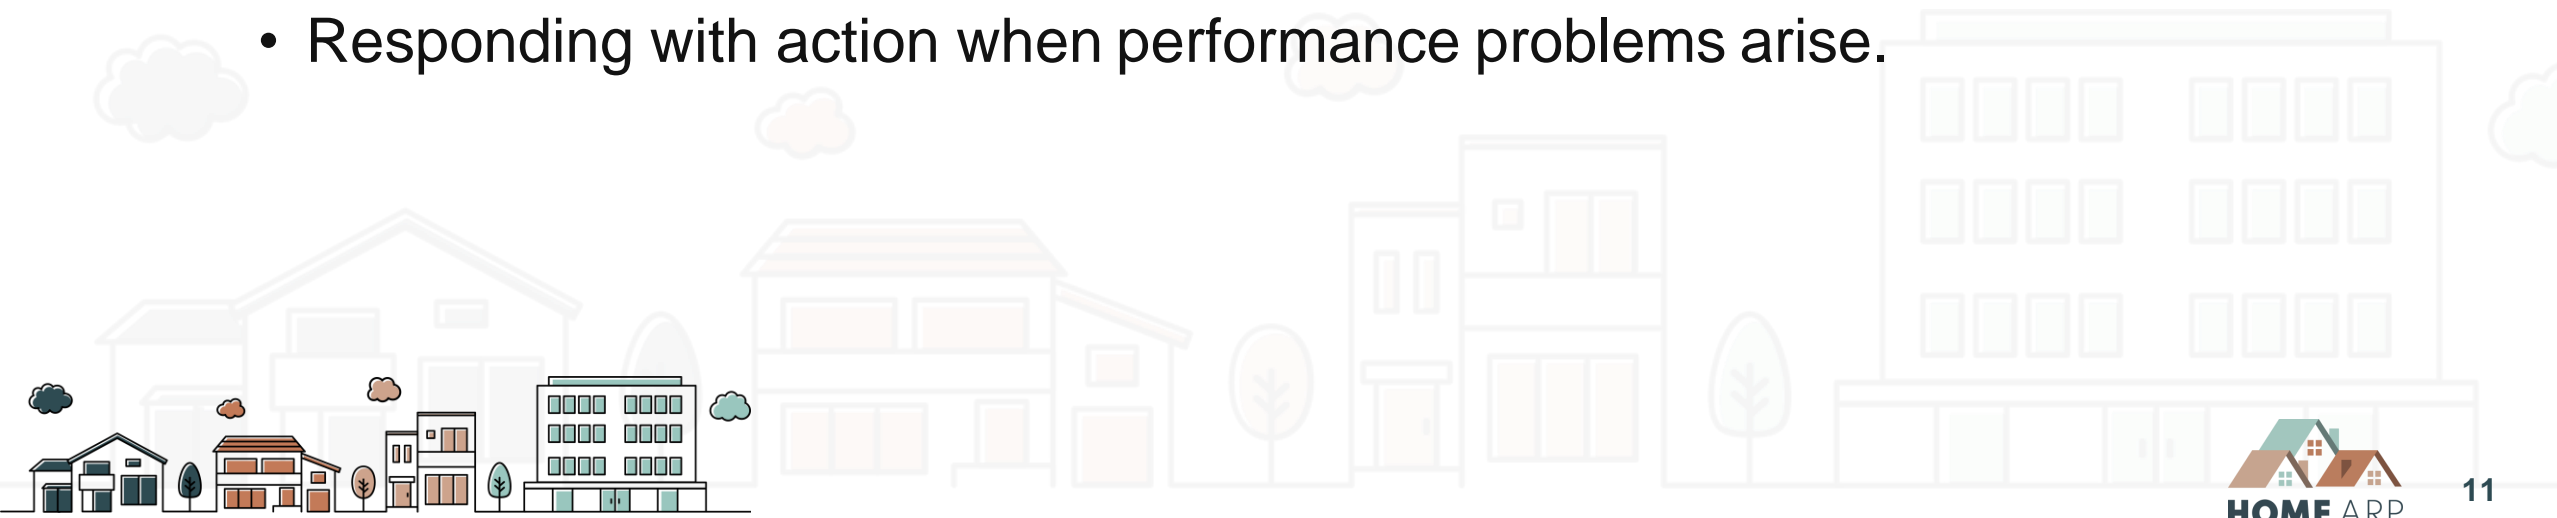 • Responding with action when performance problems arise.
HOME ARP
11